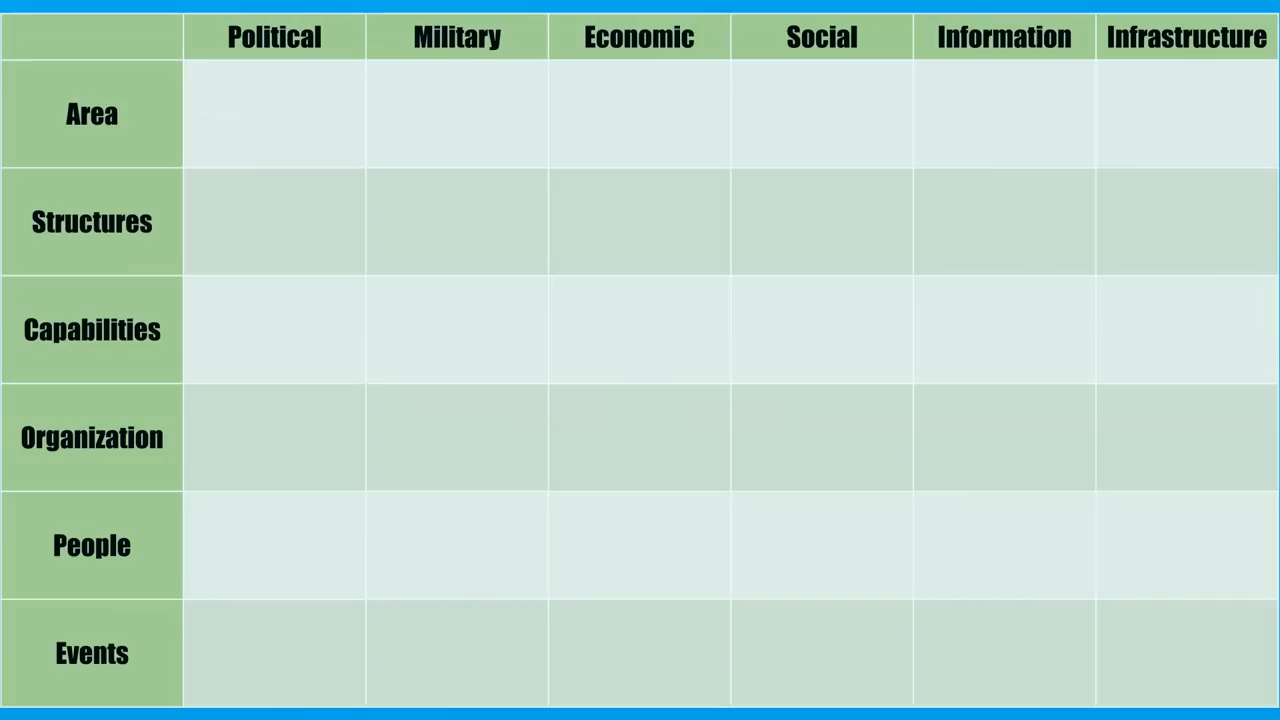 Political Military Economic Social Information Infrastructure
Area
Structures
Capabilities
Organization
People
Events